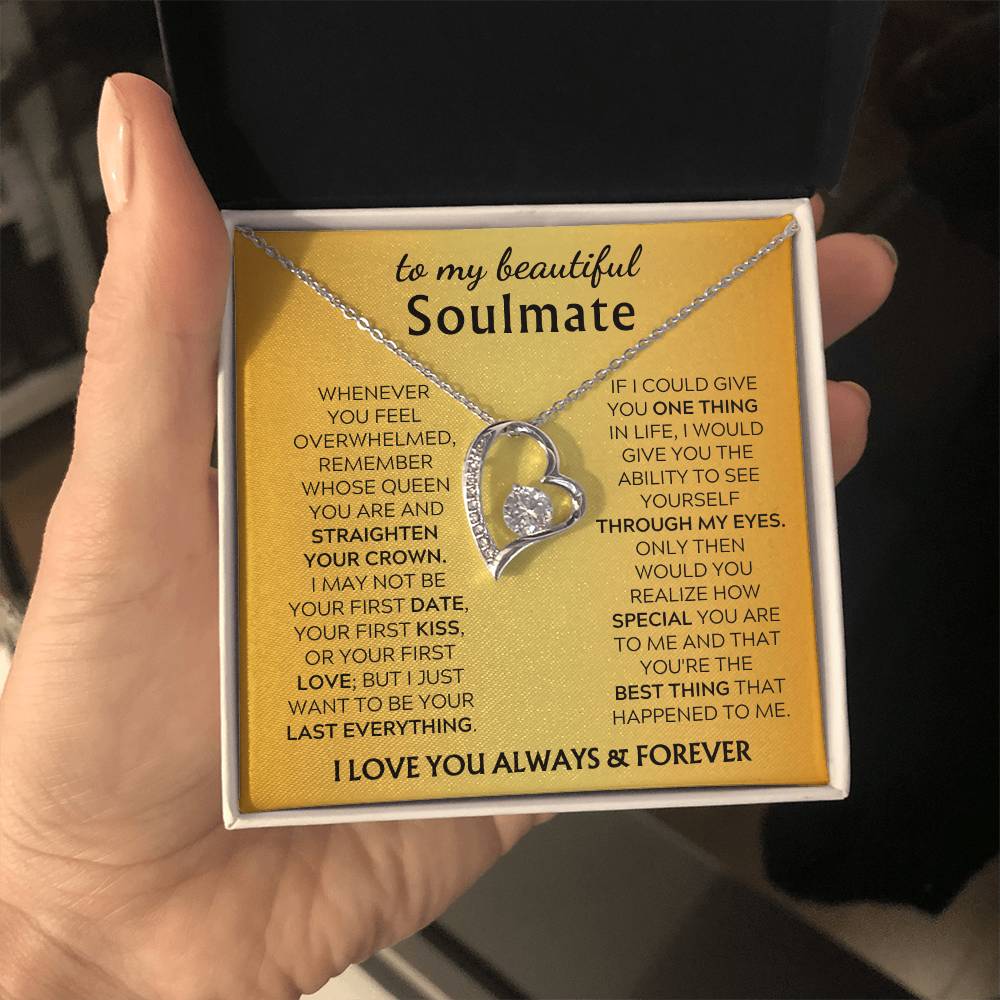 to my beautiful
Soulmate
WHENEVER
YOU FEEL
OVERWHELMED,
REMEMBER
WHOSE QUEEN
YOU ARE AND
STRAIGHTEN
YOUR CROWN.
I MAY NOT BE
YOUR FIRST DATE,
YOUR FIRST KISS,
OR YOUR FIRST
LOVE; BUT I JUST
WANT TO BE YOUR
LAST EVERYTHING.
IF I COULD GIVE
YOU ONE THING
IN LIFE, I WOULD
GIVE YOU THE
ABILITY TO SEE
YOURSELF
THROUGH MY EYES.
ONLY THEN
WOULD YOU
REALIZE HOW
SPECIAL YOU ARE
TO ME AND THAT
YOU'RE THE
BEST THING THAT
HAPPENED TO ME.
I LOVE YOU ALWAYS & FOREVER